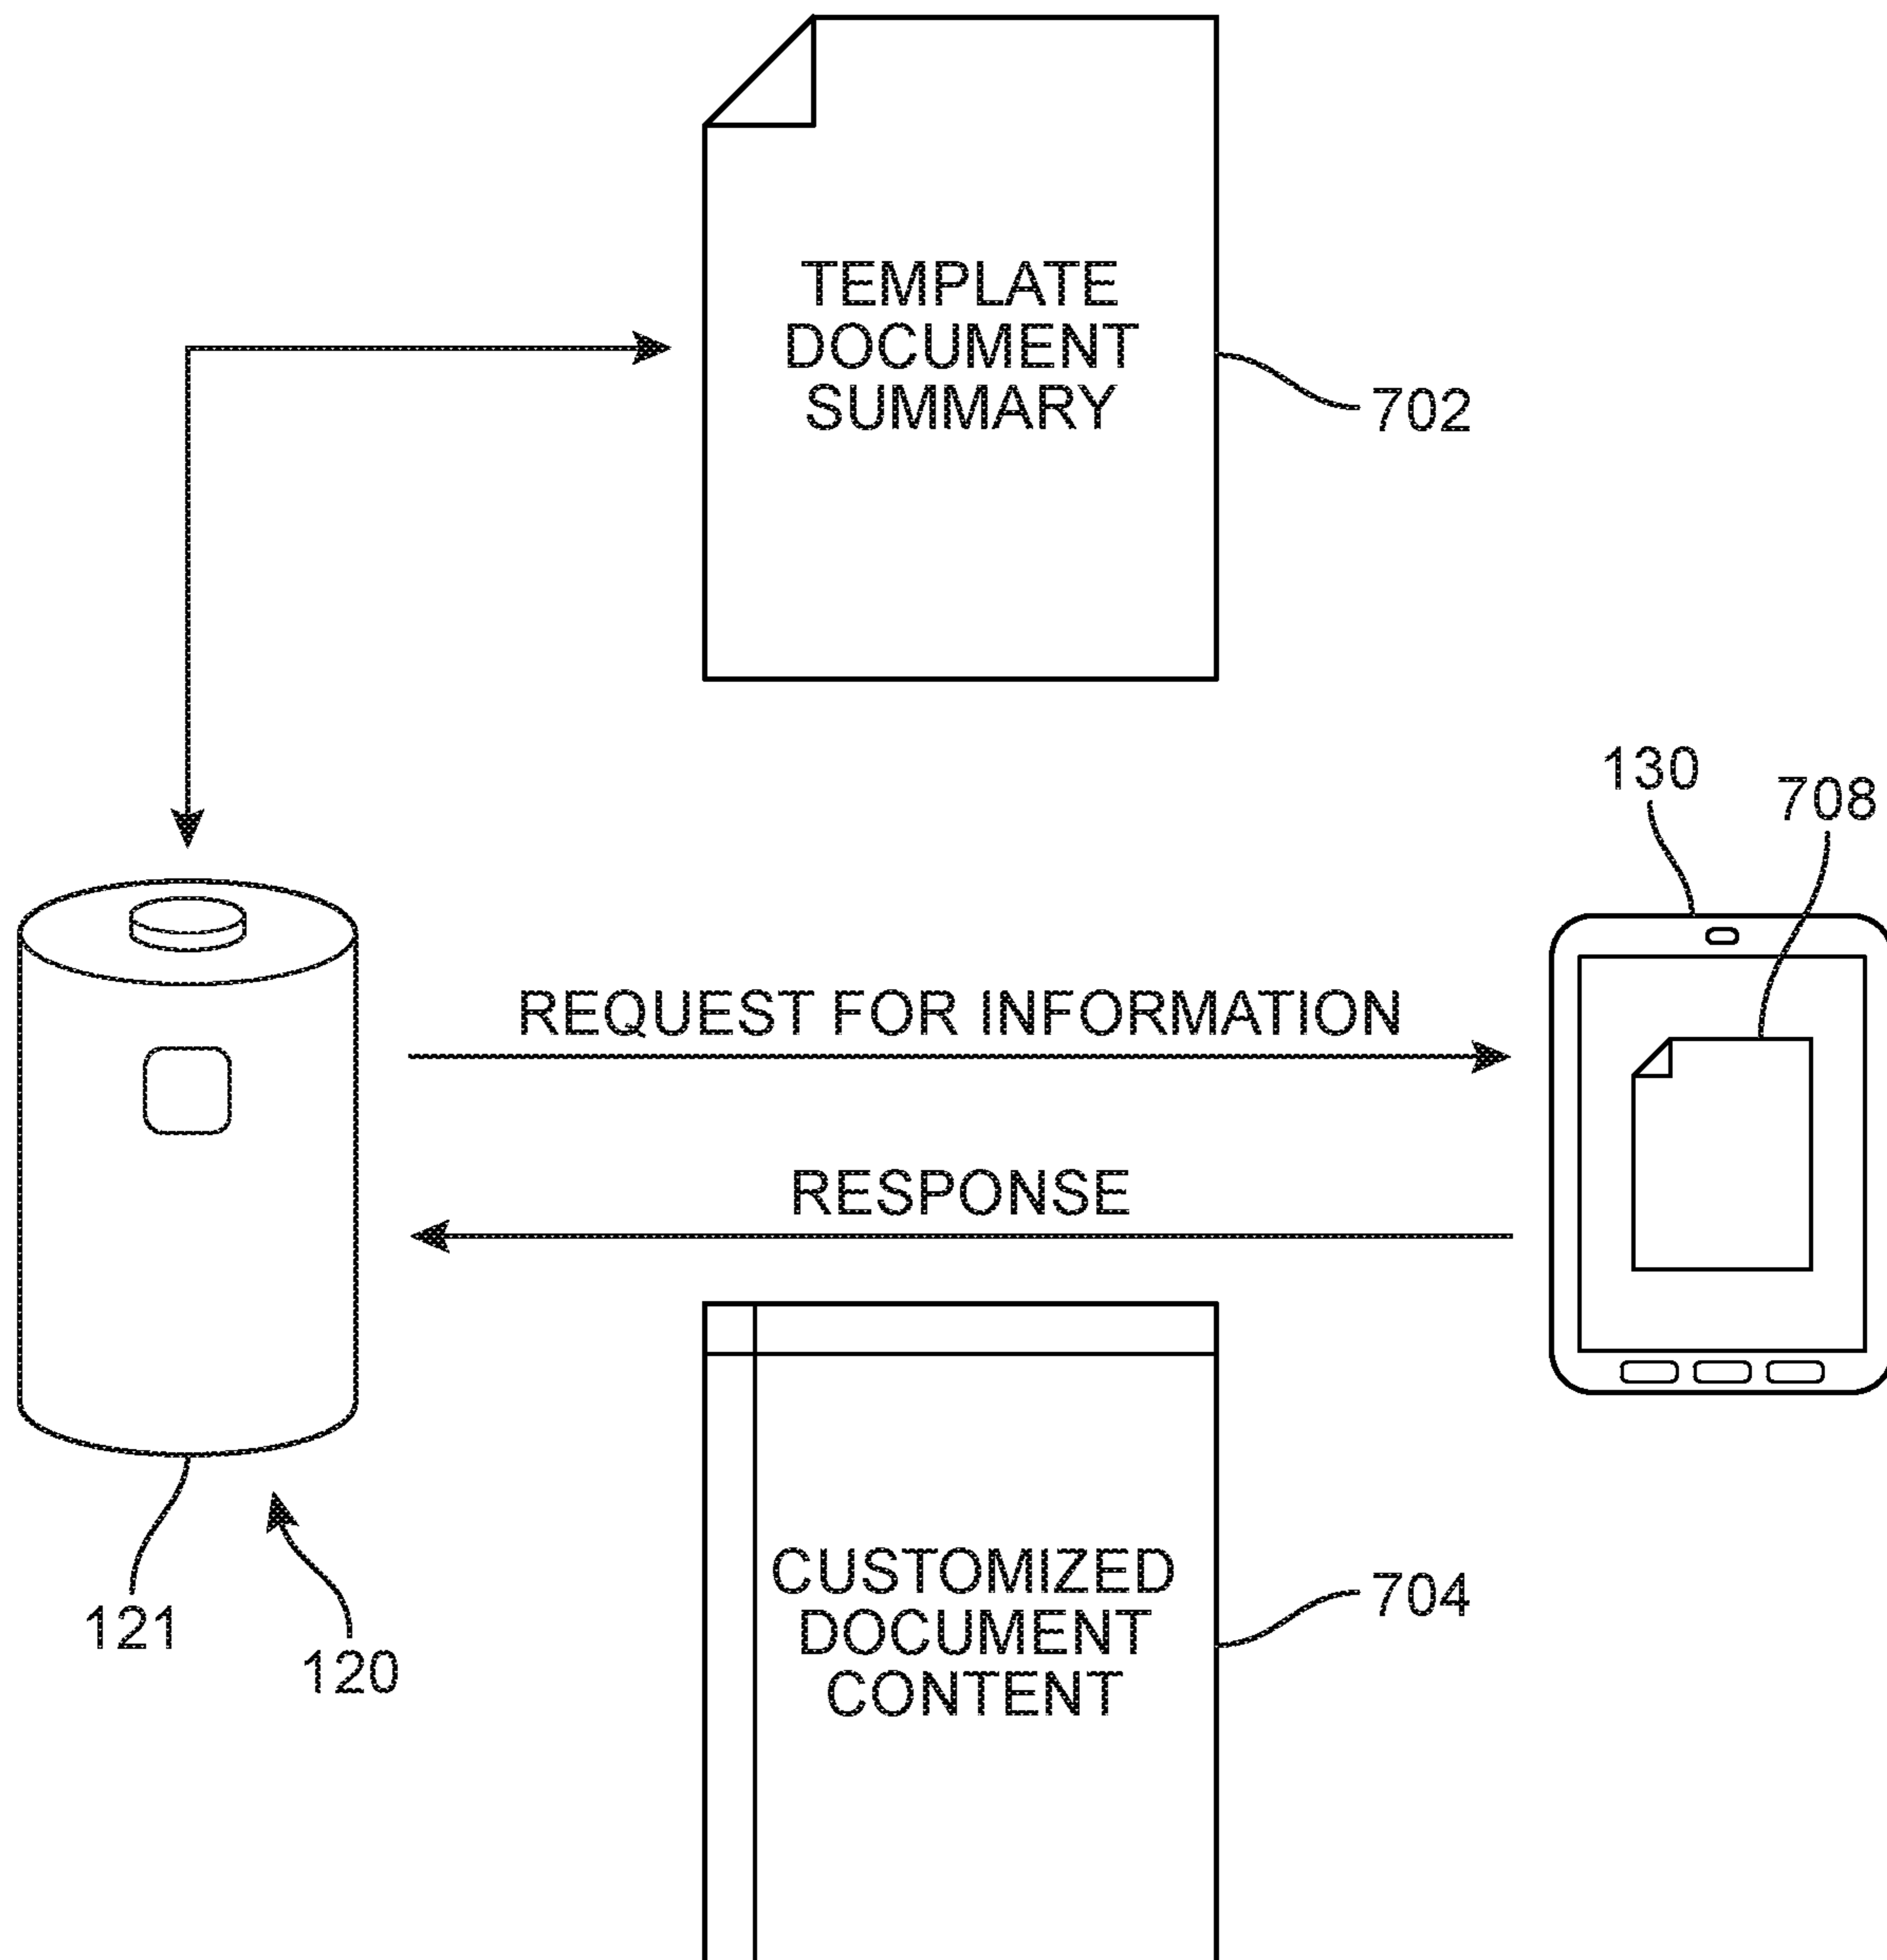 TEMPLATE
DOCUMENT
SUMMARY
702
130
708
REQUEST FOR INFORMATION
RESPONSE
CUSTOMIZED
DOCUMENT
CONTENT
704
121
120